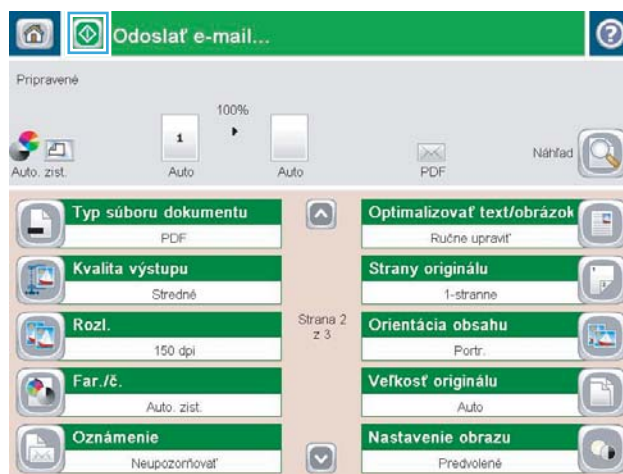 Odoslať e-mail...
Pripravené
100%
1
Auto. zist.
Auto
Auto
PDF
Náhľad
Typ súboru dokumentu
PDF
Kvalita výstupu
Stredné
Rozl.
150 dpi
Far./č.
Auto. zist.
Oznámenie
Neupozorňovať
Strana 2
z 3
Optimalizovať text/obrázok
Ručne upraviť
Strany originálu
1-stranne
Orientácia obsahu
Portr.
Veľkosť originálu
Auto
Nastavenie obrazu
Predvolené